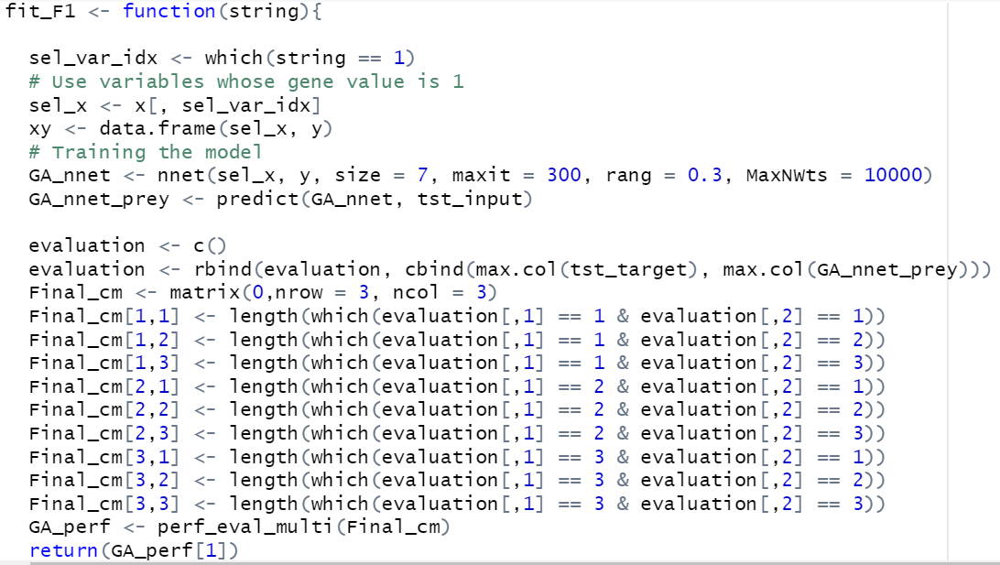 fit_F1 <- function(string){
sel_var_idx <- which(string == 1)
# Use variables whose gene value is 1
sel_x <- x[, sel_var_idx]
xy <- data.frame(sel_x, y)
# Training the model
GA_nnet <- nnet(sel_x, y, size = 7, maxit = 300, rang = 0.3, MaxNWts = 10000)
GA_nnet_prey <- predict(GA_nnet, tst_input)
evaluation <- c()
evaluation <- rbind(evaluation, cbind(max.col(tst_target), max.col(GA_nnet_prey)))
Final_cm <- matrix(0,nrow = 3, ncol = 3)
Final_cm[1,1] <- length(which(evaluation[,1] == 1 & evaluation[,2] == 1))
Final_cm[1,2] <- length(which(evaluation[,1] == 1 & evaluation[,2] == 2))
Final_cm[1,3] <- length(which(evaluation[,1] == 1 & evaluation[,2] == 3))
Final_cm[2,1] <- length(which(evaluation[,1] == 2 & evaluation[,2] == 1))
Final_cm[2,2] <- length(which(evaluation[,1] == 2 & evaluation[,2] == 2))
Final_cm[2,3] <- length(which(evaluation[,1] == 2 & evaluation[,2] == 3))
Final_cm[3,1] <- length(which(evaluation[,1] == 3 & evaluation[,2] == 1))
Final_cm[3,2] <- length(which(evaluation[,1] == 3 & evaluation[,2] == 2))
Final_cm[3,3] <- length(which(evaluation[,1] == 3 & evaluation[,2] == 3))
GA_perf <- perf_eval_multi(Final_cm)
return(GA_perf[1])